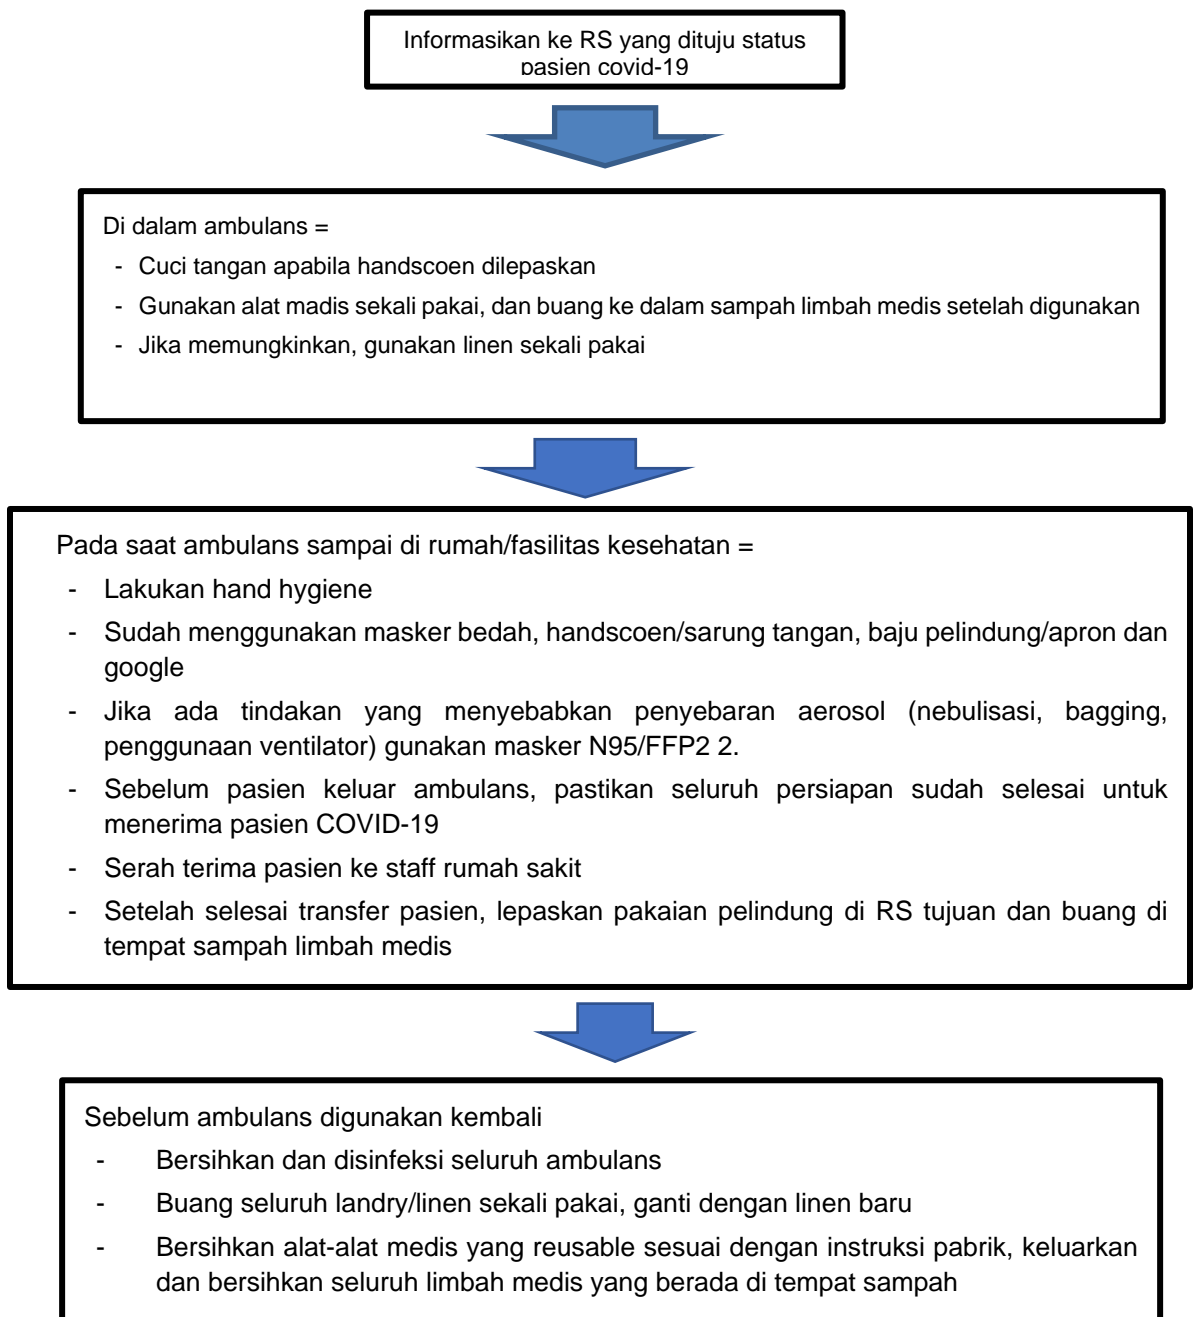 Informasikan ke RS yang dituju status
pasien covid-19
Di dalam ambulans =
- Cuci tangan apabila handscoen dilepaskan
- Gunakan alat madis sekali pakai, dan buang ke dalam sampah limbah medis setelah digunakan
- Jika memungkinkan, gunakan linen sekali pakai
Pada saat ambulans sampai di rumah/fasilitas kesehatan =
- Lakukan hand hygiene
- Sudah menggunakan masker bedah, handscoen/sarung tangan, baju pelindung/apron dan
google
- Jika ada tindakan yang menyebabkan penyebaran aerosol (nebulisasi, bagging,
penggunaan ventilator) gunakan masker N95/FFP2 2.
- Sebelum pasien keluar ambulans, pastikan seluruh persiapan sudah selesai untuk
menerima pasien COVID-19
- Serah terima pasien ke staff rumah sakit
- Setelah selesai transfer pasien, lepaskan pakaian pelindung di RS tujuan dan buang di
tempat sampah limbah medis
Sebelum ambulans digunakan kembali
- Bersihkan dan disinfeksi seluruh ambulans
- Buang seluruh landry/linen sekali pakai, ganti dengan linen baru
- Bersihkan alat-alat medis yang reusable sesuai dengan instruksi pabrik, keluarkan
dan bersihkan seluruh limbah medis yang berada di tempat sampah